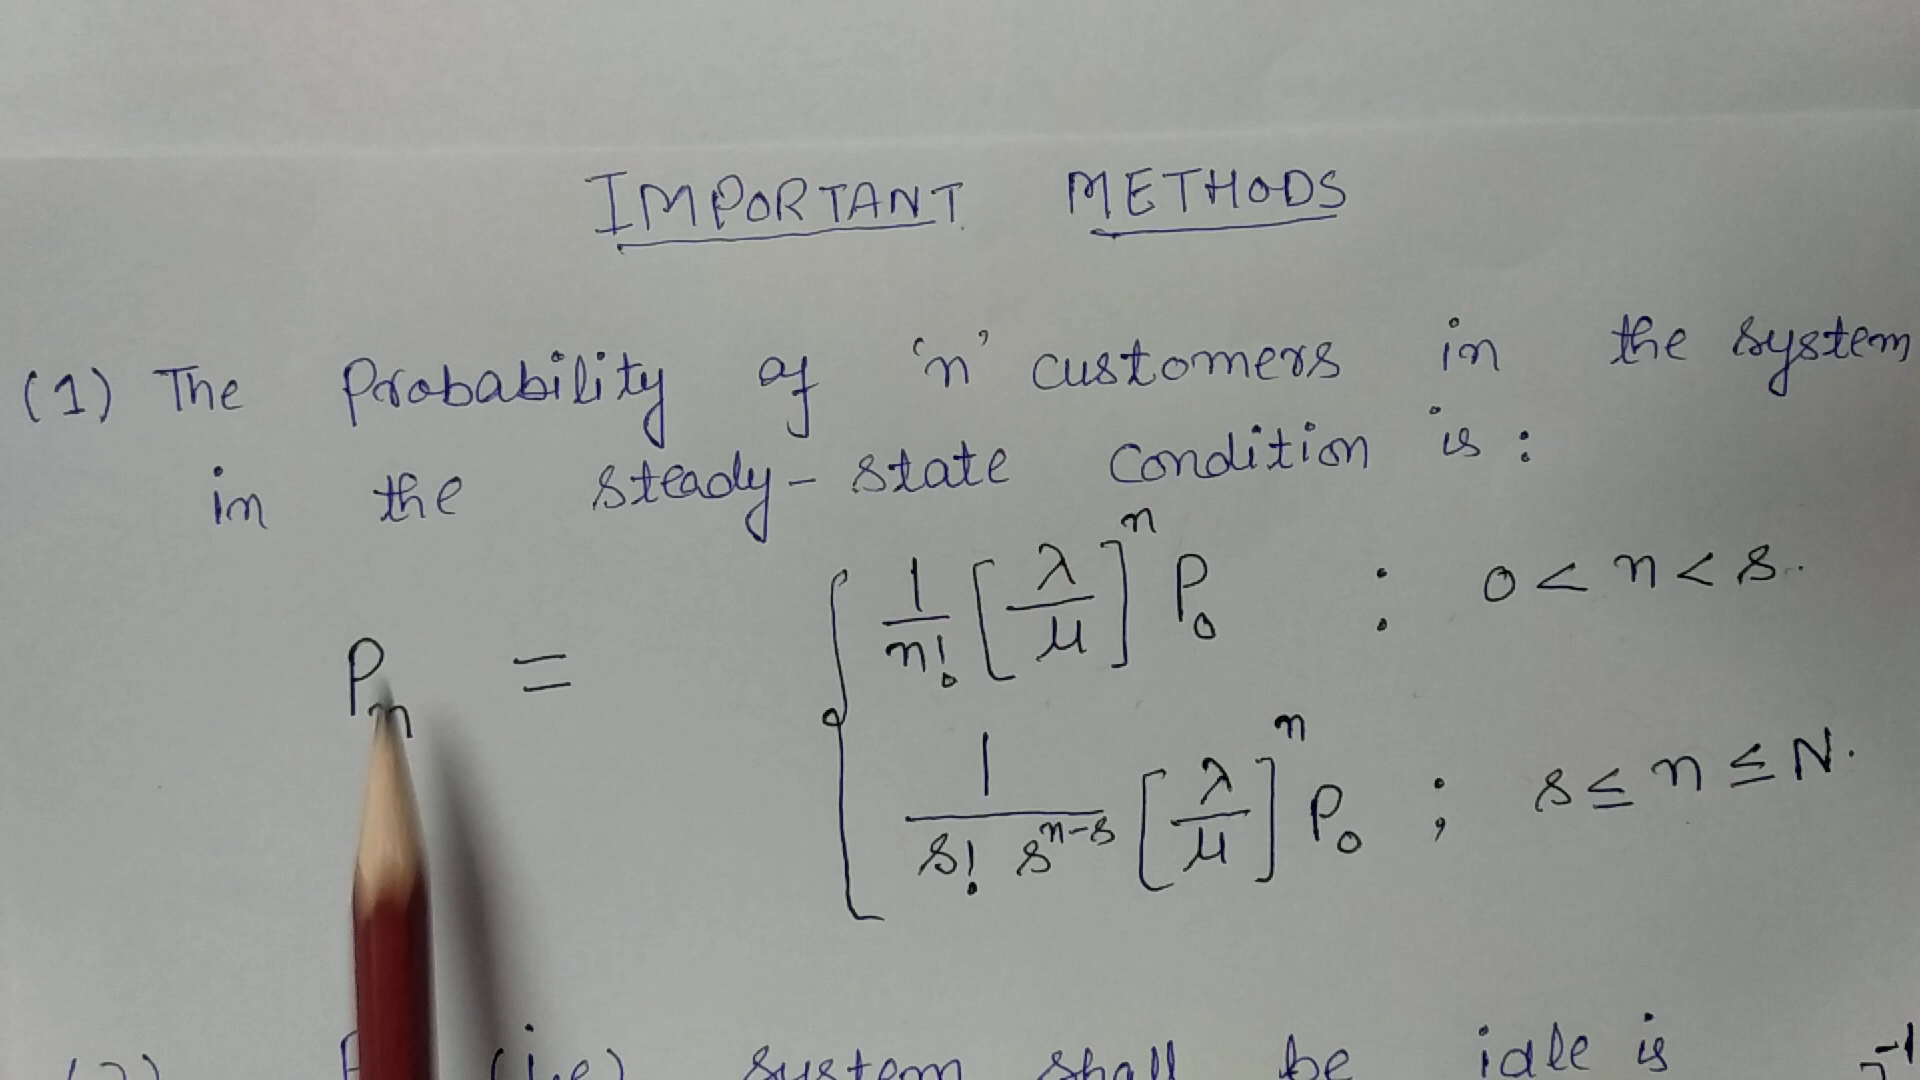 IMPORTANT METHODS
(1) The Probability of 'n' customers in the system
in the steady-state condition is :
Pn = { 1/n! [λ/μ]^n P0 : 0 < n < s.
1/(s! s^(n-s)) [λ/μ]^n P0 ; s ≤ n ≤ N.
(i.e) system shall be idle is